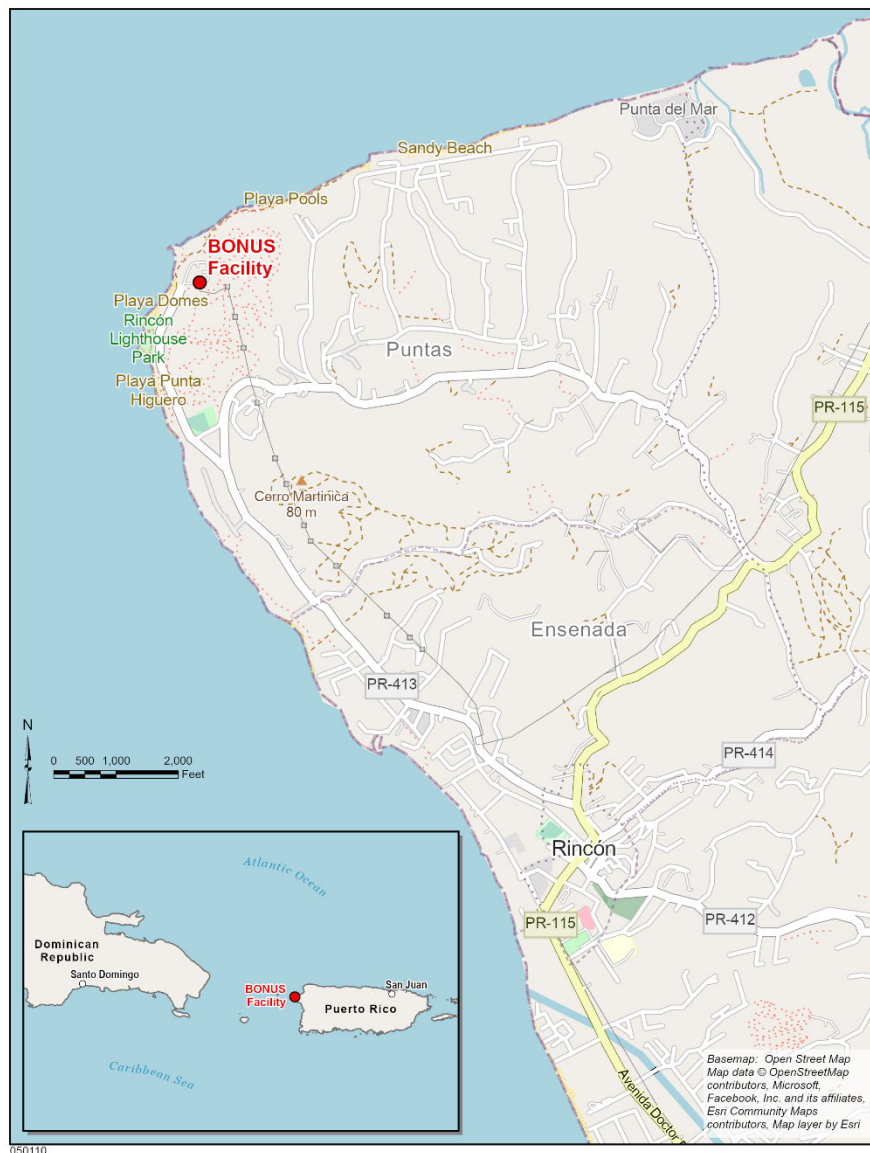 Punta del Mar
Sandy Beach
Playa Pools
BONUS
Facility
Playa Domes
Rincón
Lighthouse
Park
Playa Punta
Higuero
Puntas
PR-115
Cerro Martinica
80 m
Ensenada
PR-413
N
0 500 1,000 2,000
Feet
PR-414
Rincón
PR-412
PR-115
Atlantic Ocean
Dominican
Republic
Santo Domingo
BONUS
Facility
San Juan
Puerto Rico
Caribbean Sea
Avenida Doctor
Basemap: Open Street Map
Map data © OpenStreetMap
contributors, Microsoft,
Facebook, Inc. and its affiliates,
Esri Community Maps
contributors, Map layer by Esri
050110